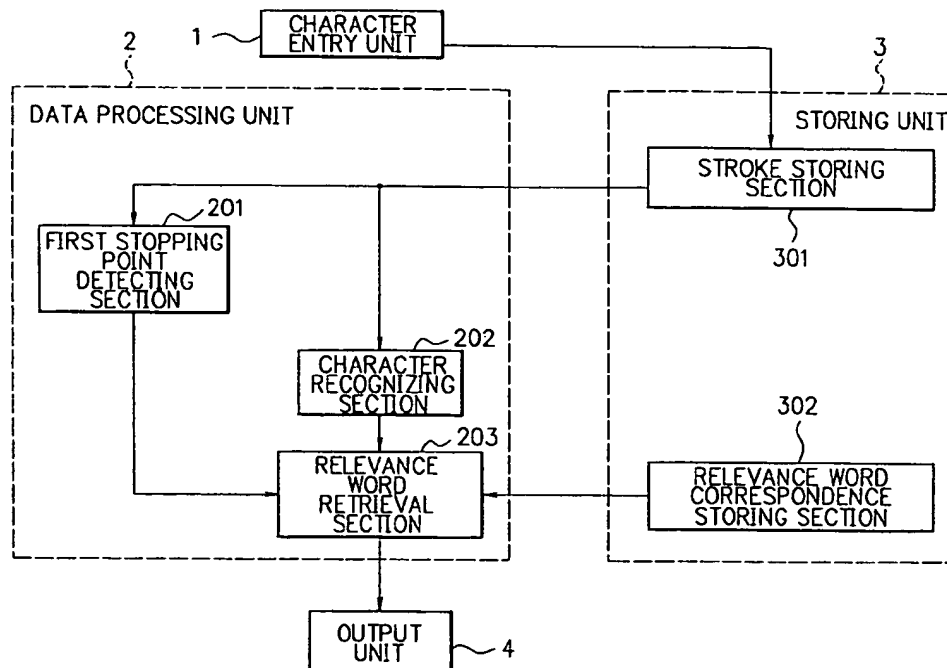 1
CHARACTER
ENTRY UNIT
2
3
DATA PROCESSING UNIT
STORING UNIT
STROKE STORING
SECTION
301
201
FIRST STOPPING
POINT
DETECTING
SECTION
202
CHARACTER
RECOGNIZING
SECTION
203
RELEVANCE
WORD
RETRIEVAL
SECTION
302
RELEVANCE WORD
CORRESPONDENCE
STORING SECTION
OUTPUT
UNIT
4